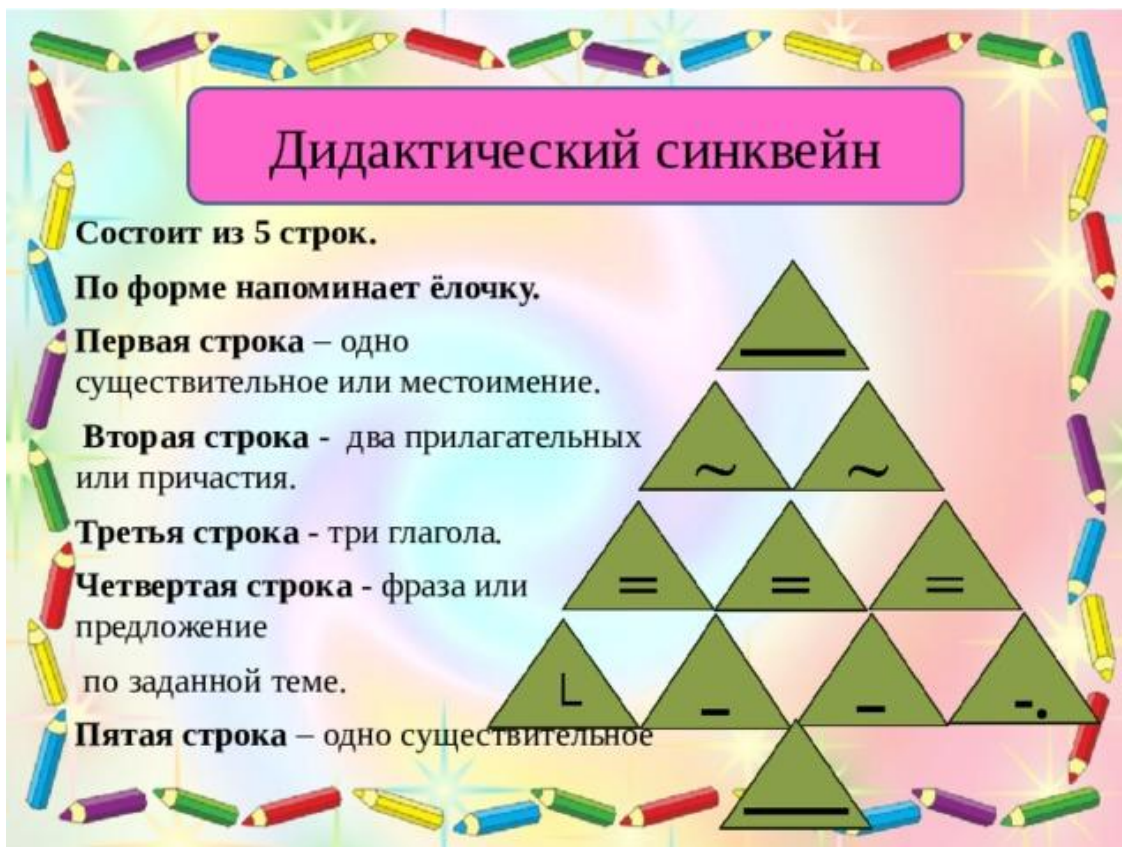 Дидактический синквейн
Состоит из 5 строк.
По форме напоминает ёлочку.
Первая строка – одно
существительное или местоимение.
Вторая строка - два прилагательных
или причастия.
Третья строка - три глагола.
Четвертая строка - фраза или
предложение
по заданной теме.
Пятая строка – одно существительное